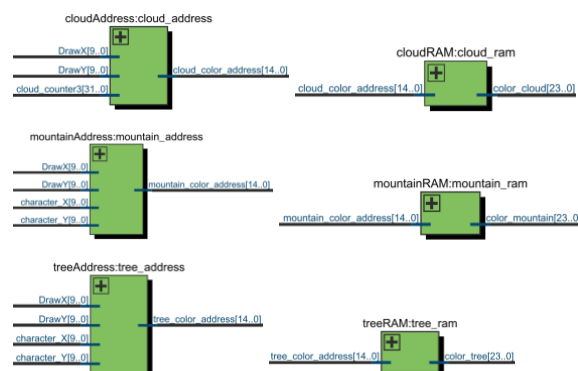 cloudAddress:cloud_address
DrawX[9..0]
DrawY[9..0]
cloud_counter3[31..0]
cloud_color_address[14..0]
cloudRAM:cloud_ram
cloud_color_address[14..0]
color_cloud[23..0]
mountainAddress:mountain_address
DrawX[9..0]
DrawY[9..0]
character_X[9..0]
character_Y[9..0]
mountain_color_address[14..0]
mountainRAM:mountain_ram
mountain_color_address[14..0]
color_mountain[23..0
treeAddress:tree_address
DrawX[9..0]
DrawY[9..0]
character_X[9..0]
character_Y[9..0]
tree_color_address[14..0]
treeRAM:tree_ram
tree_color_address[14..0]
color_tree[23..0]